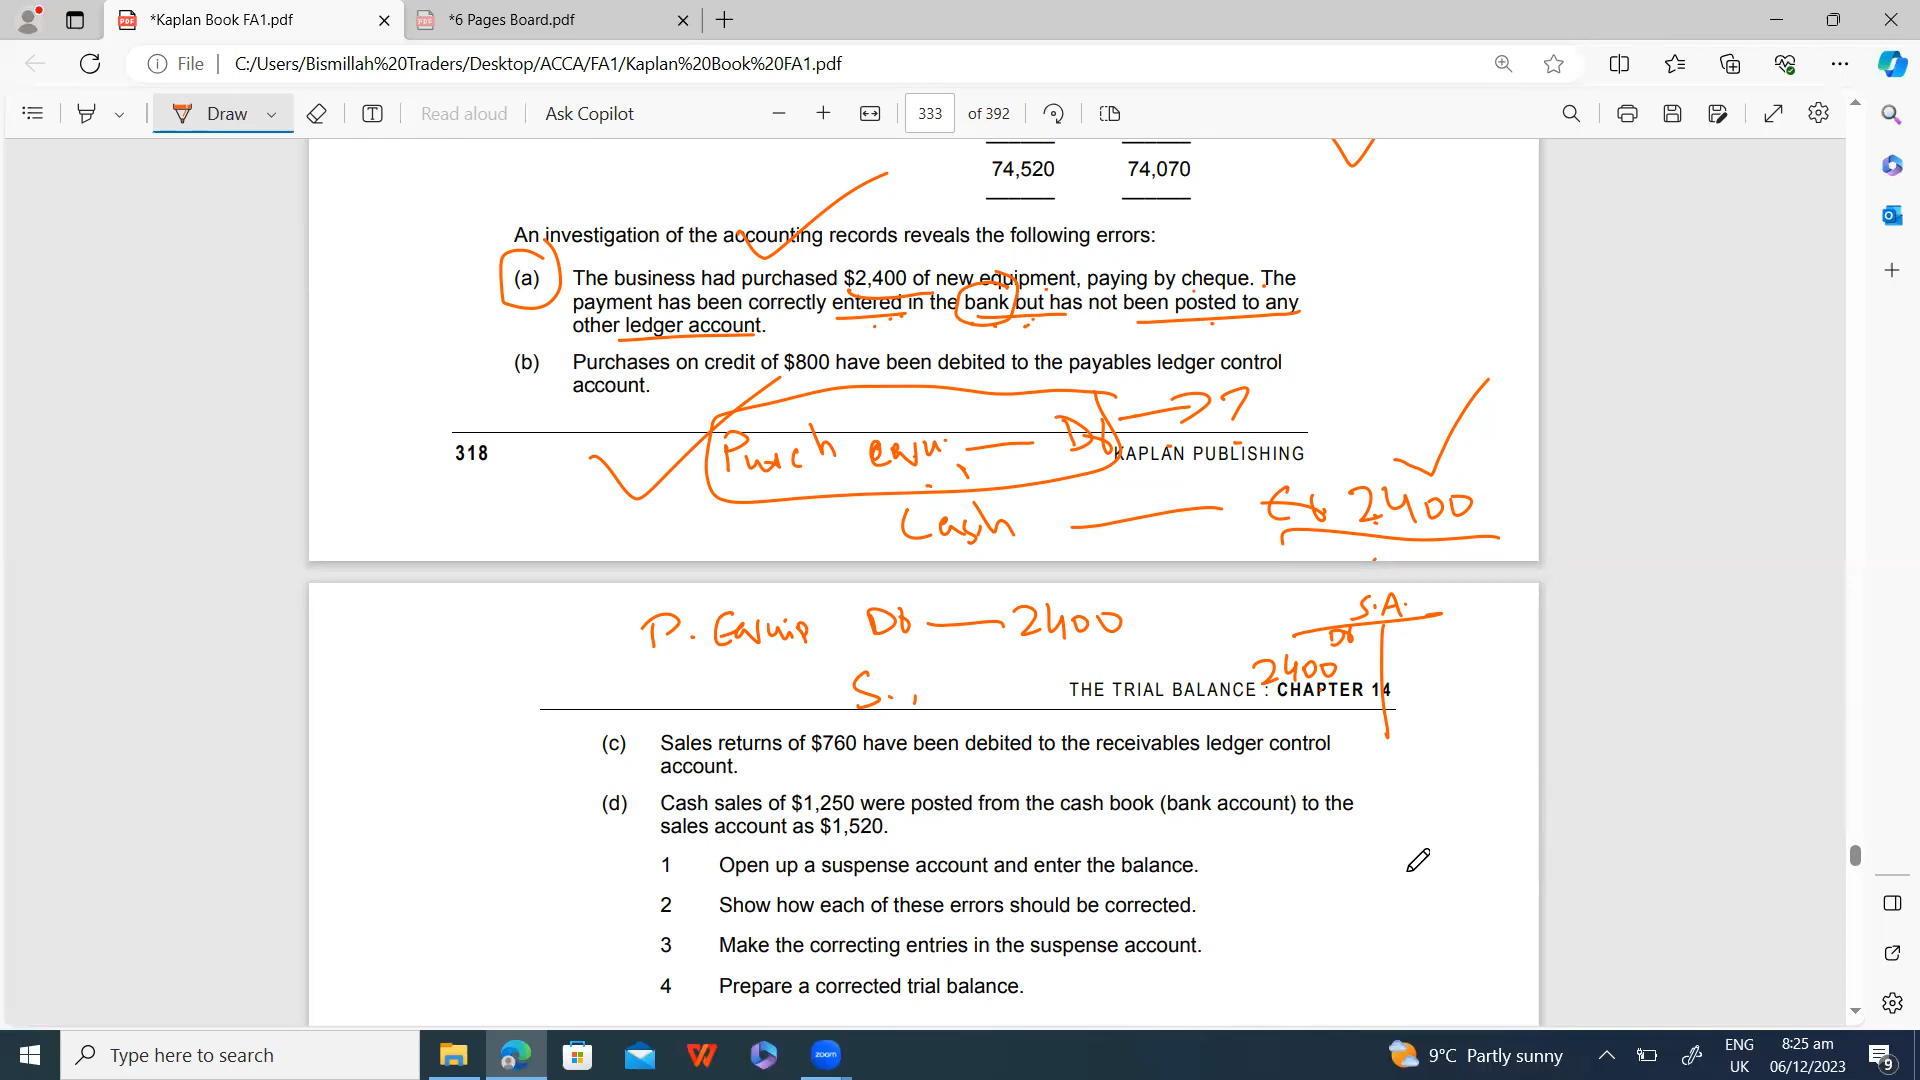 *Kaplan Book FA1.pdf
*6 Pages Board.pdf
File
C:/Users/Bismillah%20Traders/Desktop/ACCA/FA1/Kaplan%20Book%20FA1.pdf
Draw
Read aloud
Ask Copilot
333
of 392
74,520 74,070
An investigation of the accounting records reveals the following errors:
(a) The business had purchased $2,400 of new equipment, paying by cheque. The
payment has been correctly entered in the bank but has not been posted to any
other ledger account.
(b) Purchases on credit of $800 have been debited to the payables ledger control
account.
Purch — ?
318
KAPLAN PUBLISHING
Cash — 2400
P. — 2400
S.A.
2400
S.
THE TRIAL BALANCE : CHAPTER 14
(c) Sales returns of $760 have been debited to the receivables ledger control
account.
(d) Cash sales of $1,250 were posted from the cash book (bank account) to the
sales account as $1,520.
1 Open up a suspense account and enter the balance.
2 Show how each of these errors should be corrected.
3 Make the correcting entries in the suspense account.
4 Prepare a corrected trial balance.
Type here to search
zoom
9°C Partly sunny
ENG
UK
8:25 am
06/12/2023
9